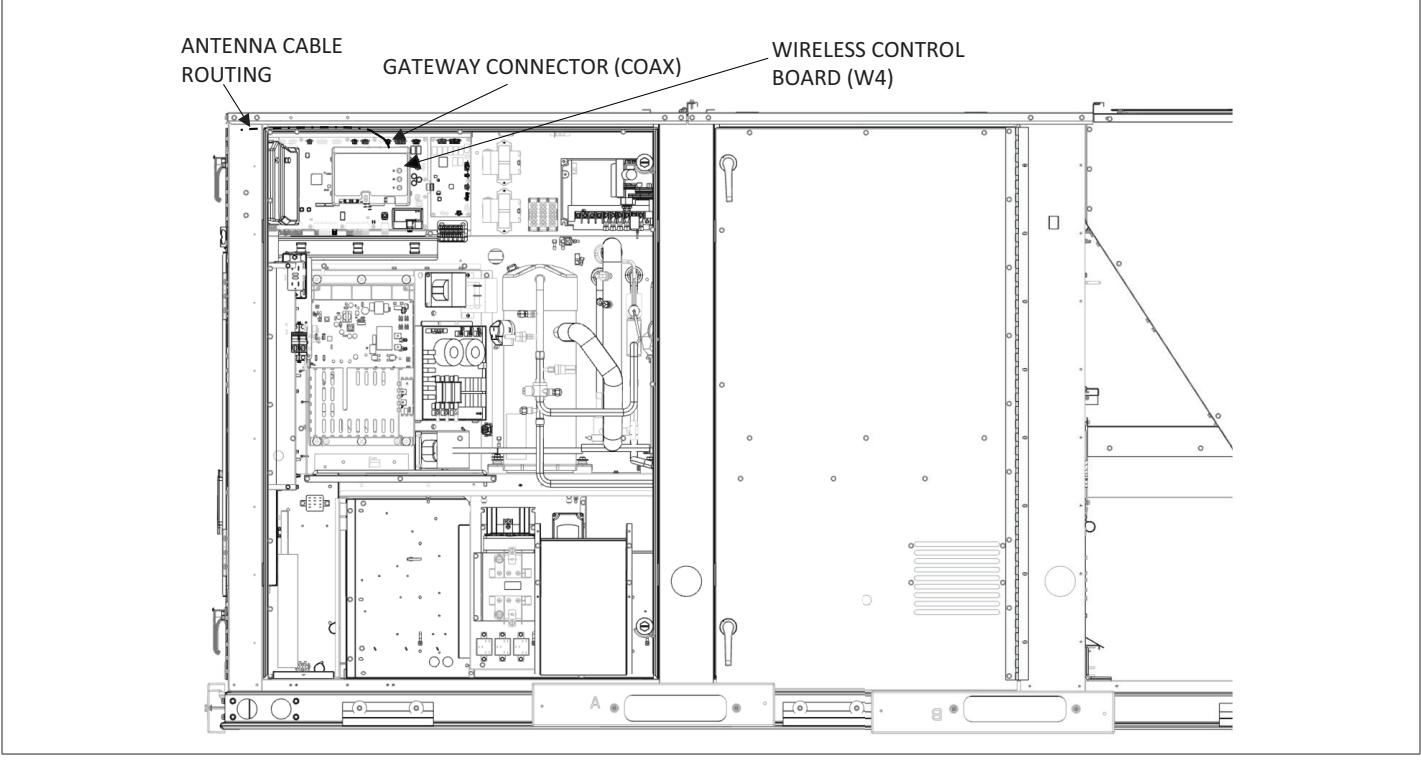 ANTENNA CABLE
ROUTING
GATEWAY CONNECTOR (COAX)
WIRELESS CONTROL
BOARD (W4)
A